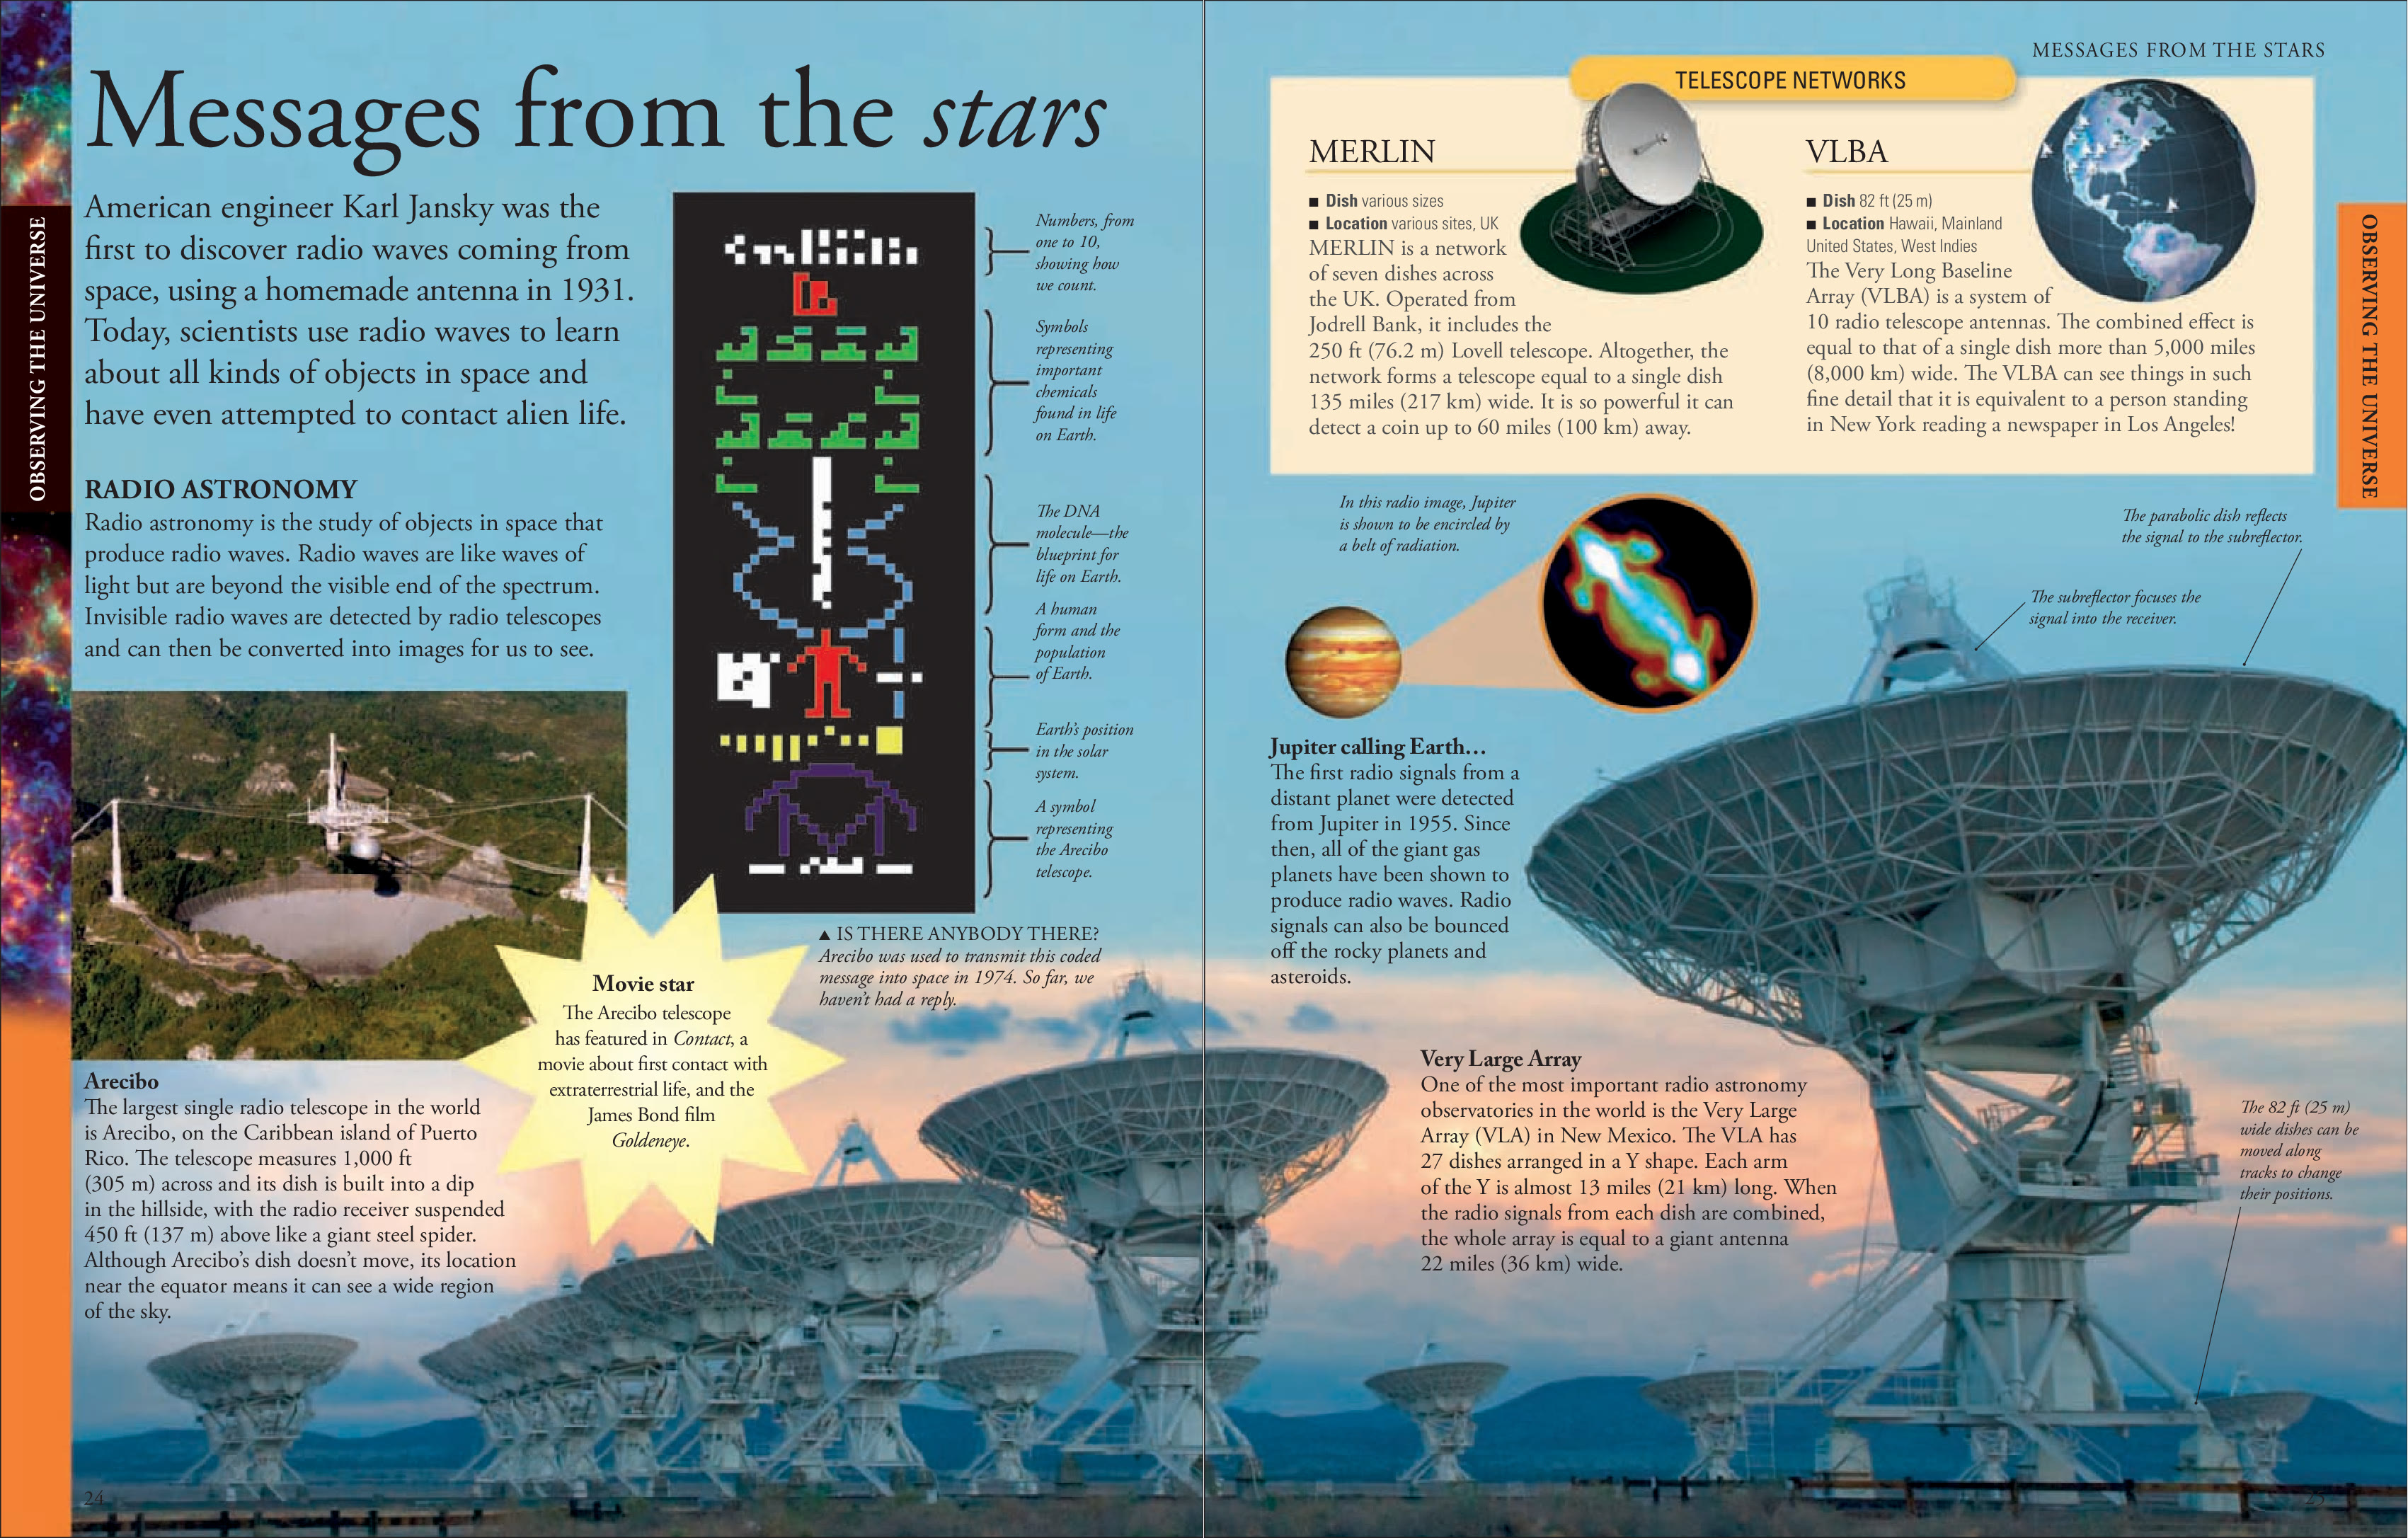 Messages from the stars
American engineer Karl Jansky was the
first to discover radio waves coming from
space, using a homemade antenna in 1931.
Today, scientists use radio waves to learn
about all kinds of objects in space and
have even attempted to contact alien life.
RADIO ASTRONOMY
Radio astronomy is the study of objects in space that
produce radio waves. Radio waves are like waves of
light but are beyond the visible end of the spectrum.
Invisible radio waves are detected by radio telescopes
and can then be converted into images for us to see.
OBSERVING THE UNIVERSE
Numbers, from
one to 10,
showing how
we count.
Symbols
representing
important
chemicals
found in life
on Earth.
The DNA
molecule—the
blueprint for
life on Earth.
A human
form and the
population
of Earth.
Earth's position
in the solar
system.
A symbol
representing
the Arecibo
telescope.
▲ IS THERE ANYBODY THERE?
Arecibo was used to transmit this coded
message into space in 1974. So far, we
haven't had a reply.
Movie star
The Arecibo telescope
has featured in Contact, a
movie about first contact with
extraterrestrial life, and the
James Bond film
Goldeneye.
Arecibo
The largest single radio telescope in the world
is Arecibo, on the Caribbean island of Puerto
Rico. The telescope measures 1,000 ft
(305 m) across and its dish is built into a dip
in the hillside, with the radio receiver suspended
450 ft (137 m) above like a giant steel spider.
Although Arecibo's dish doesn't move, its location
near the equator means it can see a wide region
of the sky.
24
MESSAGES FROM THE STARS
TELESCOPE NETWORKS
MERLIN
■ Dish various sizes
■ Location various sites, UK
MERLIN is a network
of seven dishes across
the UK. Operated from
Jodrell Bank, it includes the
250 ft (76.2 m) Lovell telescope. Altogether, the
network forms a telescope equal to a single dish
135 miles (217 km) wide. It is so powerful it can
detect a coin up to 60 miles (100 km) away.
VLBA
■ Dish 82 ft (25 m)
■ Location Hawaii, Mainland
United States, West Indies
The Very Long Baseline
Array (VLBA) is a system of
10 radio telescope antennas. The combined effect is
equal to that of a single dish more than 5,000 miles
(8,000 km) wide. The VLBA can see things in such
fine detail that it is equivalent to a person standing
in New York reading a newspaper in Los Angeles!
OBSERVING THE UNIVERSE
In this radio image, Jupiter
is shown to be encircled by
a belt of radiation.
The parabolic dish reflects
the signal to the subreflector.
The subreflector focuses the
signal into the receiver.
Jupiter calling Earth…
The first radio signals from a
distant planet were detected
from Jupiter in 1955. Since
then, all of the giant gas
planets have been shown to
produce radio waves. Radio
signals can also be bounced
off the rocky planets and
asteroids.
Very Large Array
One of the most important radio astronomy
observatories in the world is the Very Large
Array (VLA) in New Mexico. The VLA has
27 dishes arranged in a Y shape. Each arm
of the Y is almost 13 miles (21 km) long. When
the radio signals from each dish are combined,
the whole array is equal to a giant antenna
22 miles (36 km) wide.
The 82 ft (25 m)
wide dishes can be
moved along
tracks to change
their positions.
25